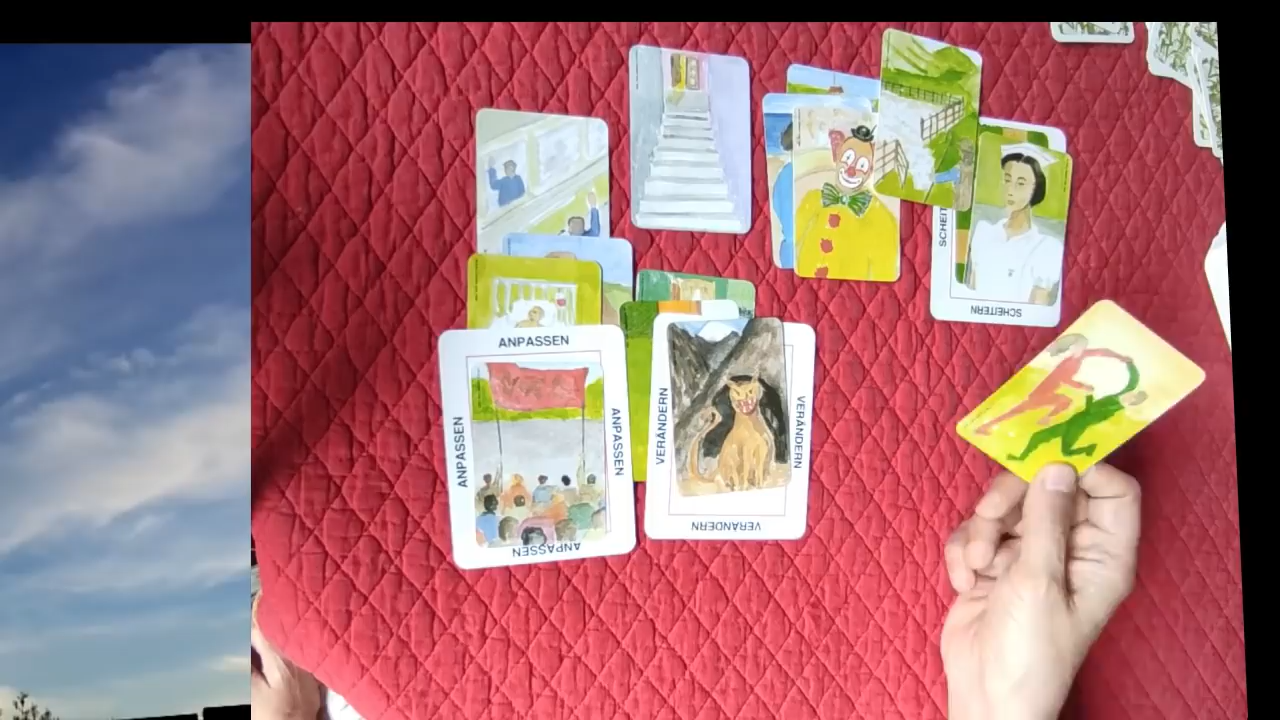 SCHEIT
SCHEITERN
ANPASSEN
ANPASSEN
ANPASSEN
ANPASSEN
VERÄNDERN
VERÄNDERN
VERÄNDERN